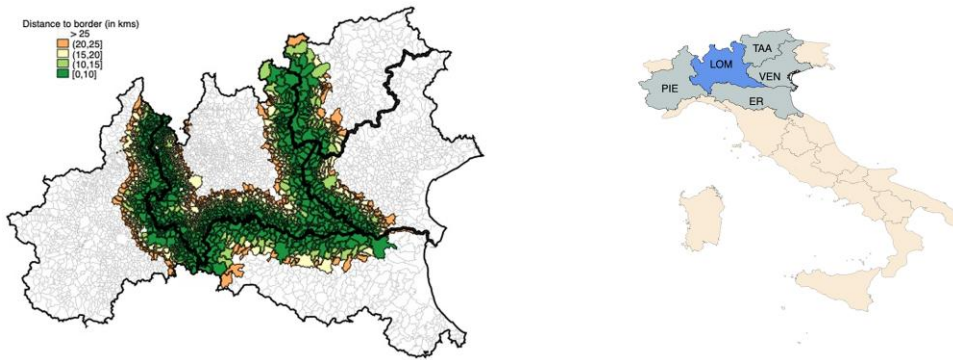 Distance to border (in kms)
> 25
(20,25]
(15,20]
(10,15]
[0,10]
TAA
LOM
VEN
PIE
ER